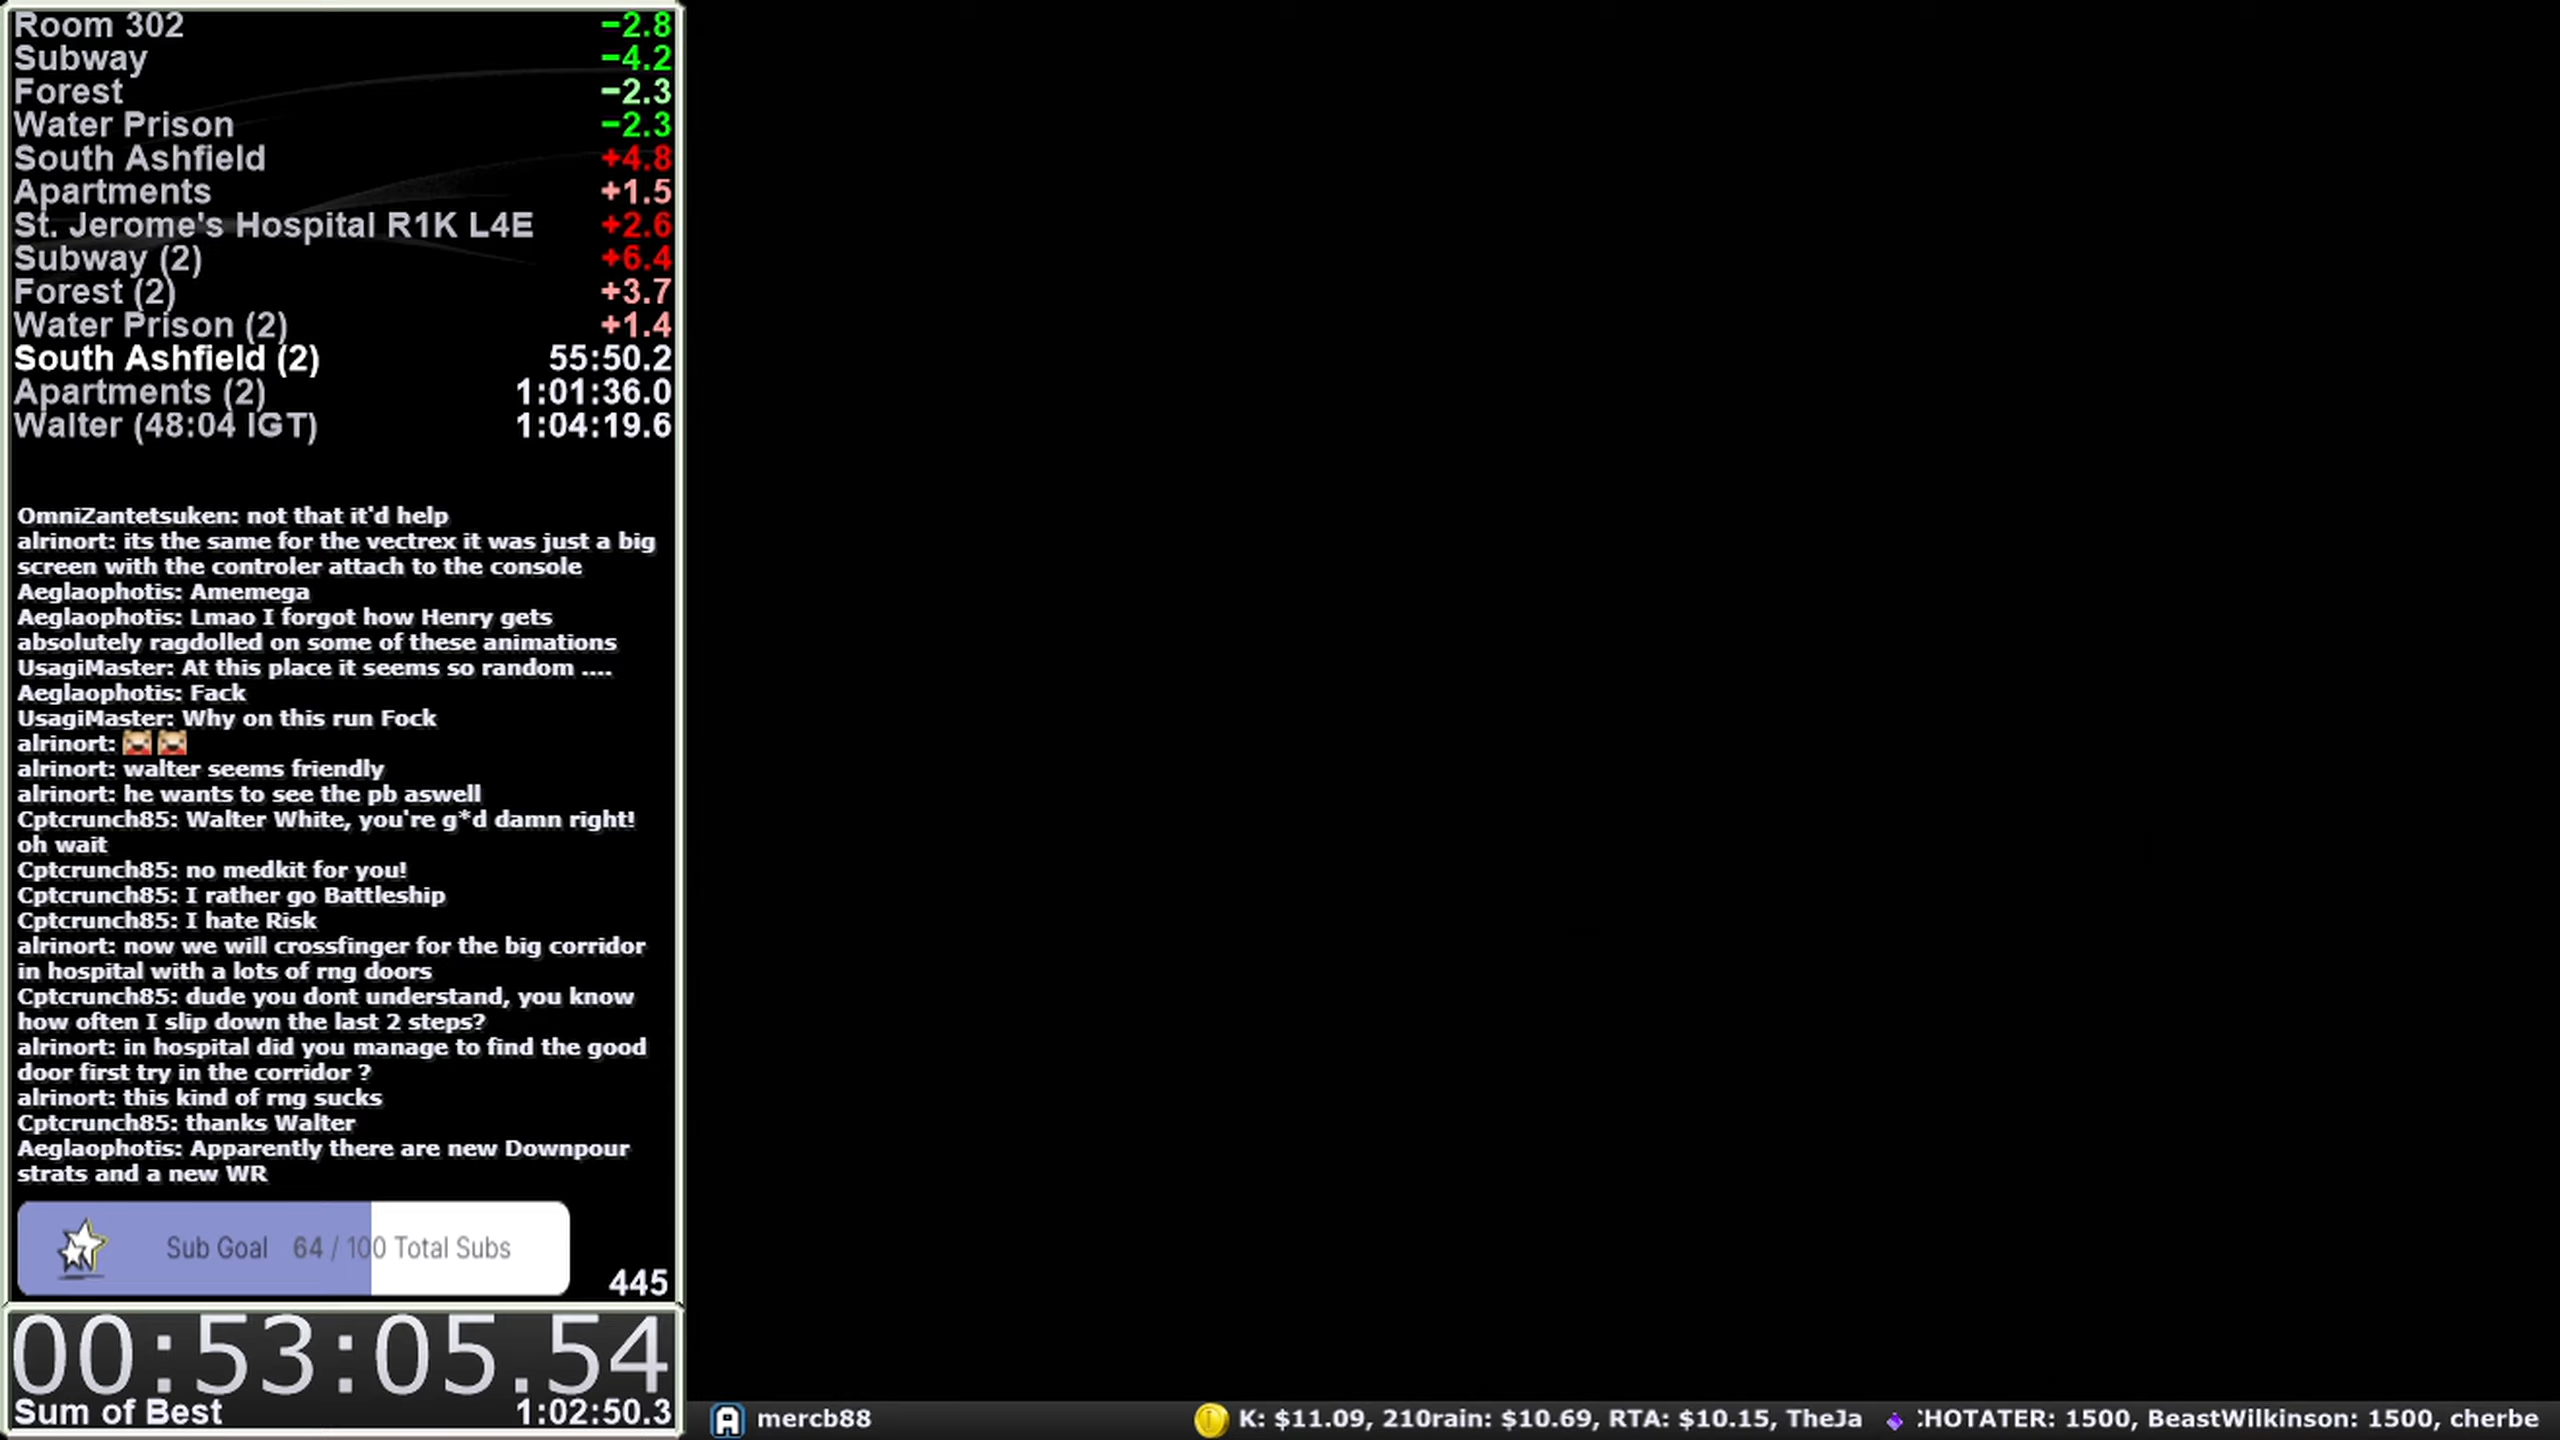 Room 302 −2.8
Subway −4.2
Forest −2.3
Water Prison −2.3
South Ashfield +4.8
Apartments +1.5
St. Jerome's Hospital R1K L4E +2.6
Subway (2) +6.4
Forest (2) +3.7
Water Prison (2) +1.4
South Ashfield (2) 55:50.2
Apartments (2) 1:01:36.0
Walter (48:04 IGT) 1:04:19.6
OmniZantetsuken: not that it'd help
alrinort: its the same for the vectrex it was just a big
screen with the controler attach to the console
Aeglaophotis: Amemega
Aeglaophotis: Lmao I forgot how Henry gets
absolutely ragdolled on some of these animations
UsagiMaster: At this place it seems so random ....
Aeglaophotis: Fack
UsagiMaster: Why on this run Fock
alrinort:
alrinort: walter seems friendly
alrinort: he wants to see the pb aswell
Cptcrunch85: Walter White, you're g*d damn right!
oh wait
Cptcrunch85: no medkit for you!
Cptcrunch85: I rather go Battleship
Cptcrunch85: I hate Risk
alrinort: now we will crossfinger for the big corridor
in hospital with a lots of rng doors
Cptcrunch85: dude you dont understand, you know
how often I slip down the last 2 steps?
alrinort: in hospital did you manage to find the good
door first try in the corridor ?
alrinort: this kind of rng sucks
Cptcrunch85: thanks Walter
Aeglaophotis: Apparently there are new Downpour
strats and a new WR
Sub Goal 64 / 100 Total Subs
445
00:53:05.54
Sum of Best 1:02:50.3
mercb88 K: $11.09, 210rain: $10.69, RTA: $10.15, TheJa HOTATER: 1500, BeastWilkinson: 1500, cherbe